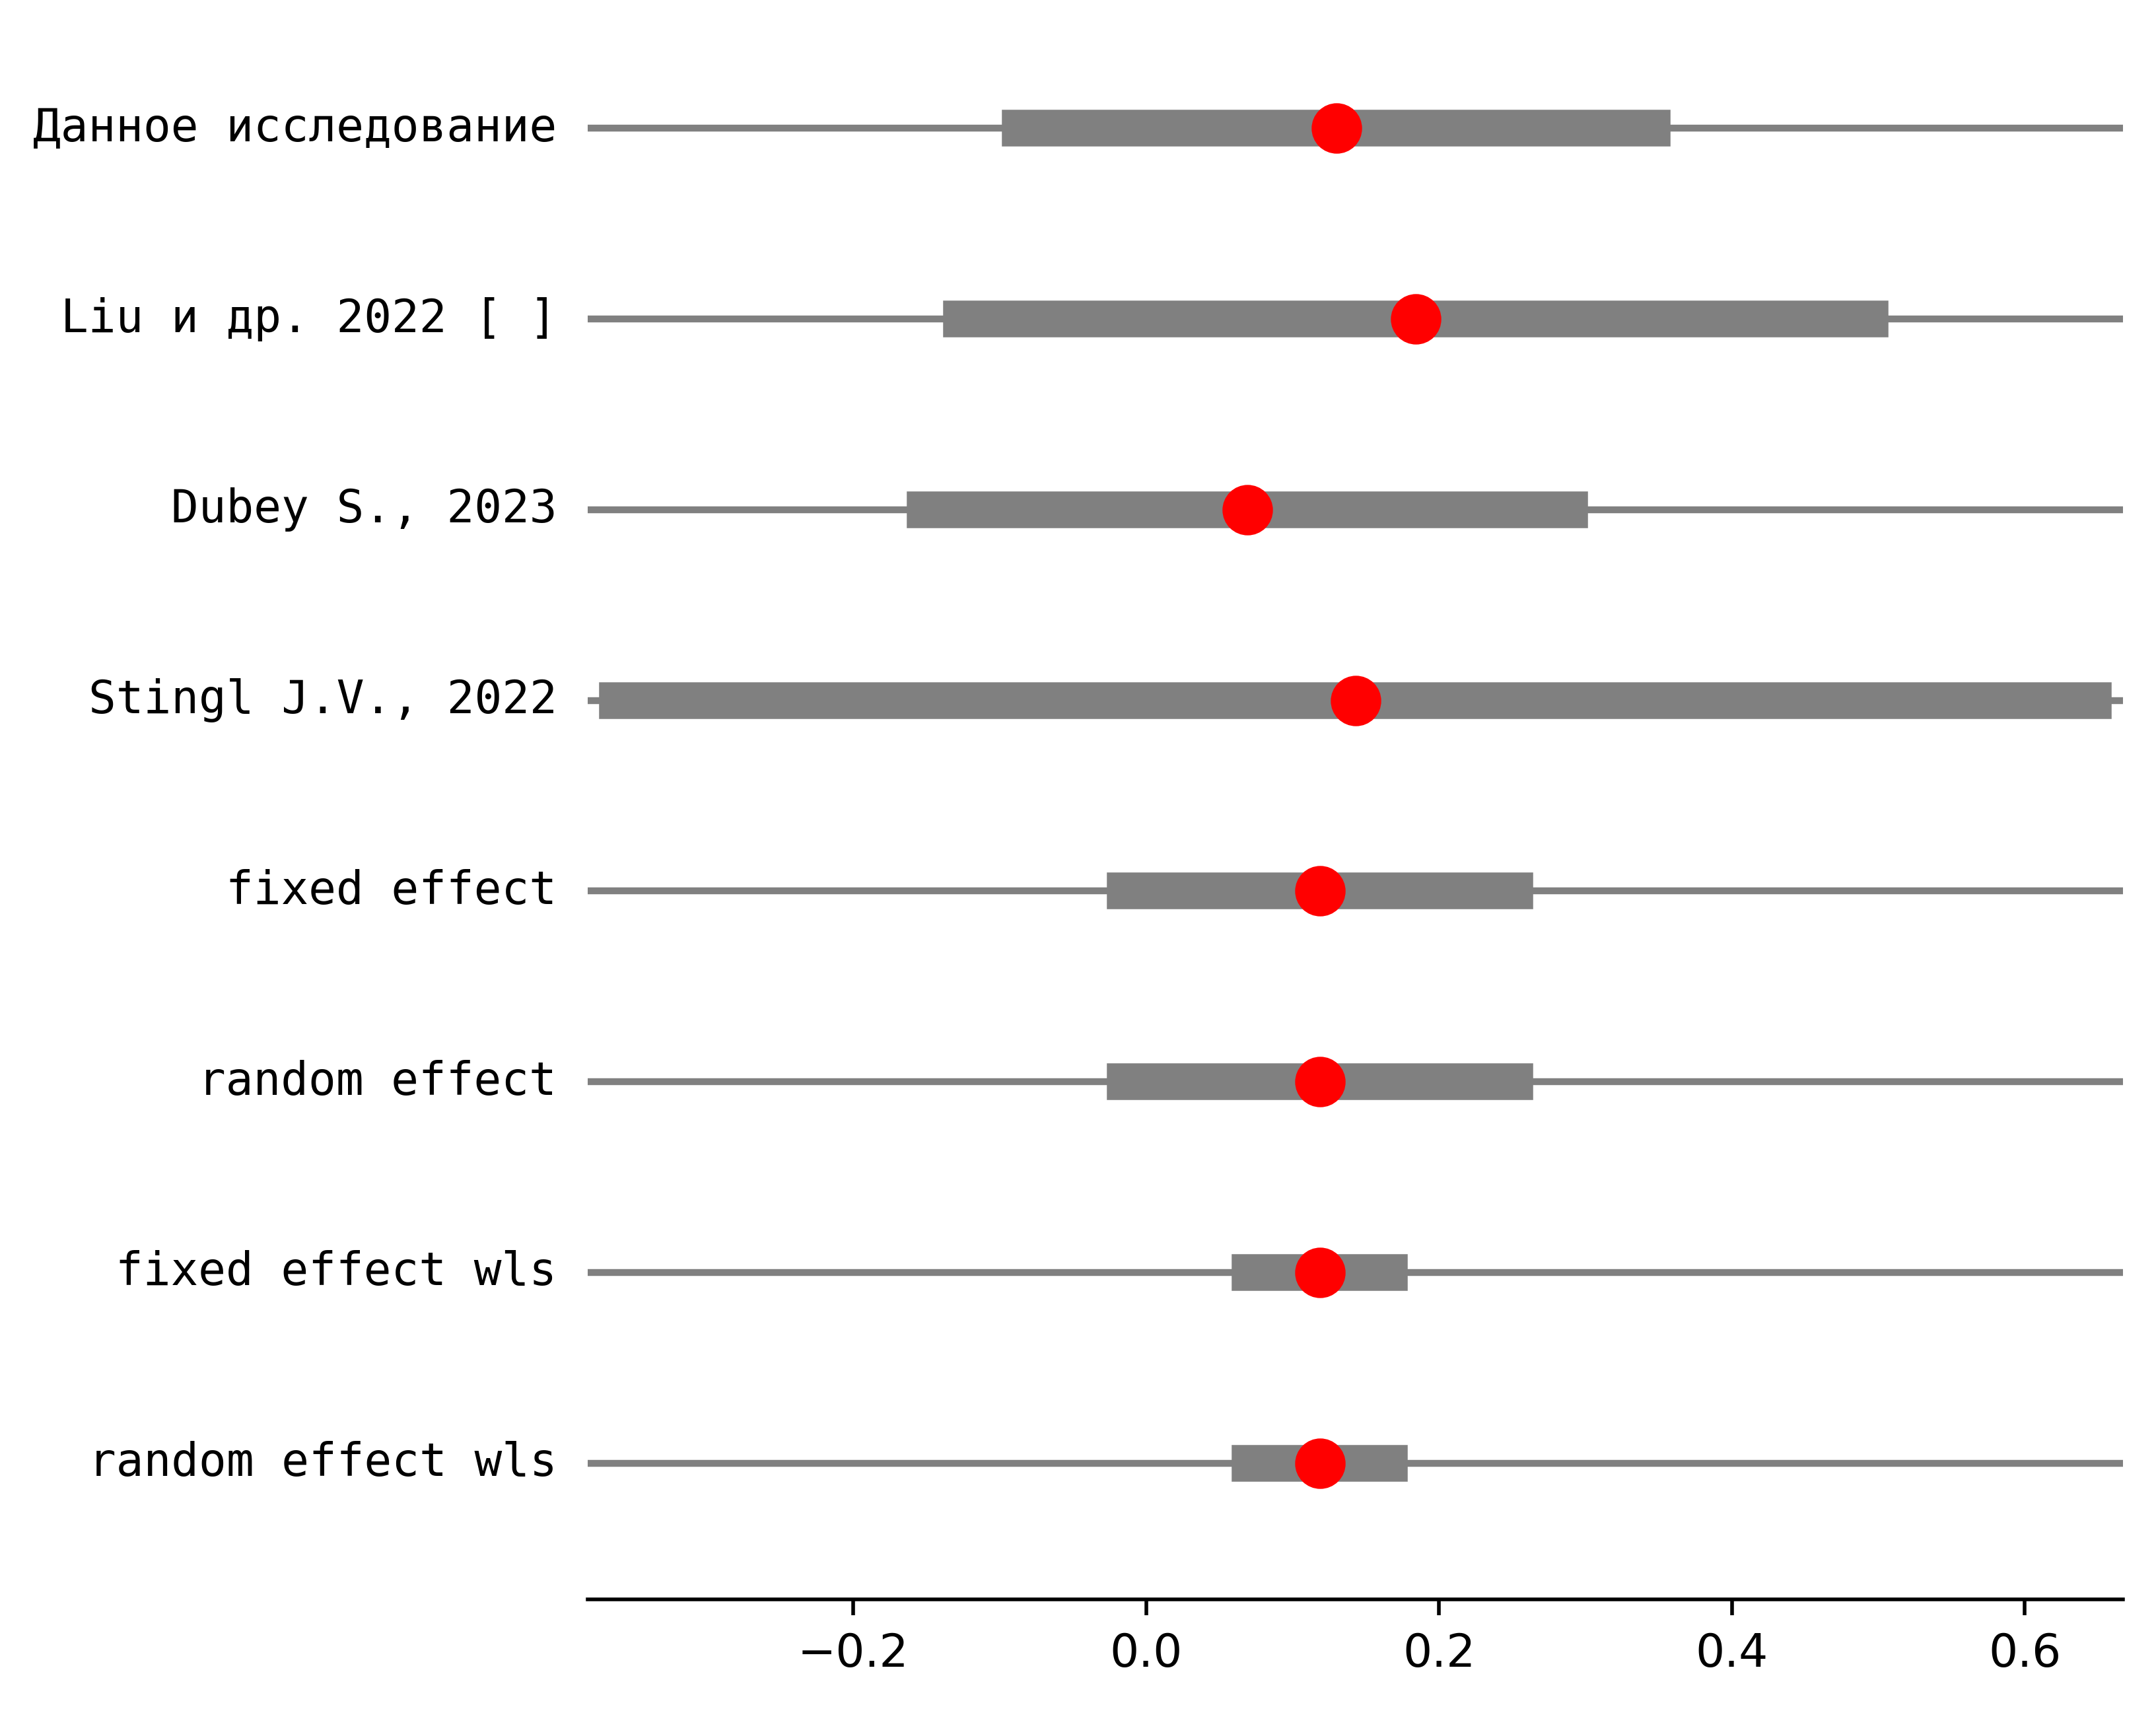 Данное исследование
Liu и др. 2022 [ ]
Dubey S., 2023
Stingl J.V., 2022
fixed effect
random effect
fixed effect wls
random effect wls
−0.2 0.0 0.2 0.4 0.6